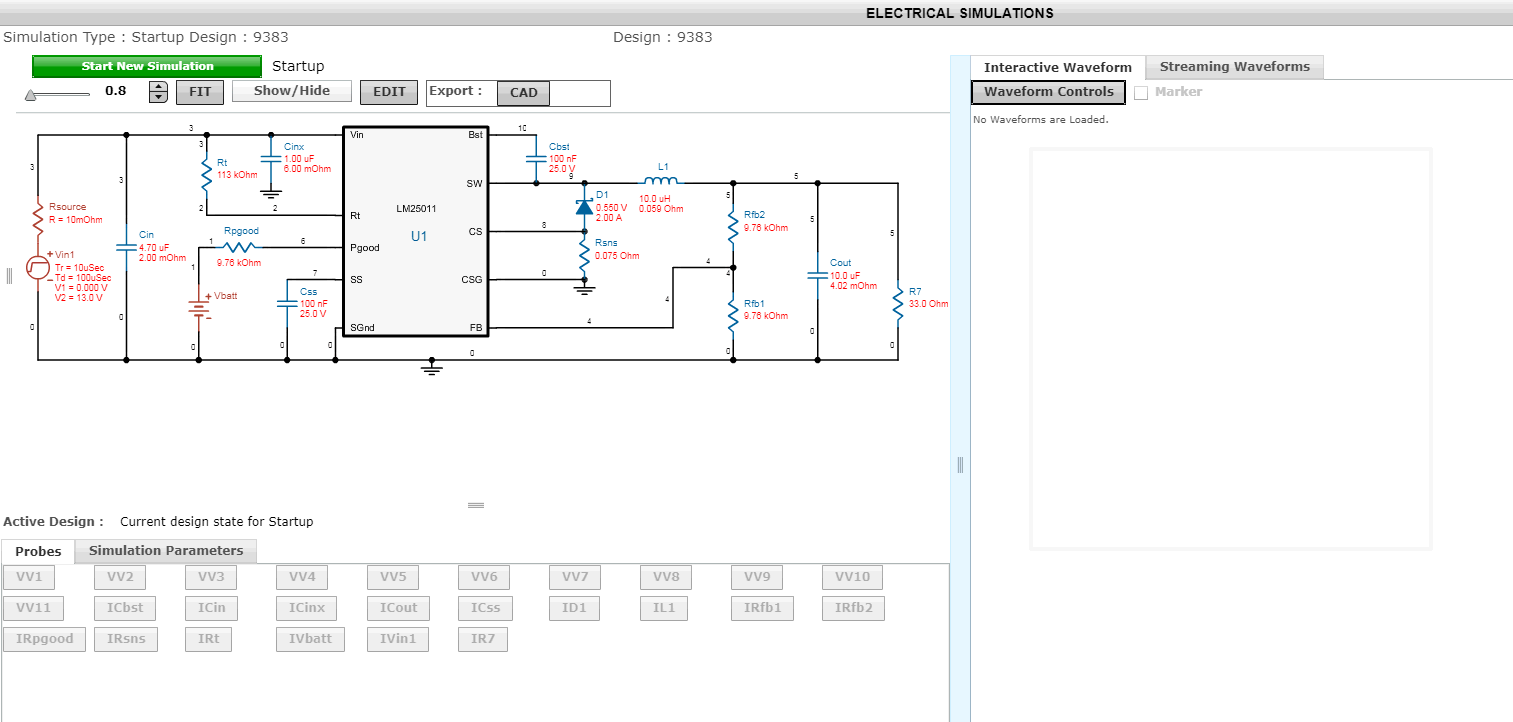 ELECTRICAL SIMULATIONS
Simulation Type : Startup Design : 9383
Design : 9383
Start New Simulation
Startup
0.8
FIT
Show/Hide
EDIT
Export :
CAD
Interactive Waveform
Streaming Waveforms
Waveform Controls
Marker
No Waveforms are Loaded.
3
3
Rsource
R = 10mOhm
+ Vin1
Tr = 10uSec
- Td = 100uSec
V1 = 0.000 V
V2 = 13.0 V
0
3
Cin
4.70 uF
2.00 mOhm
0
3
Rt
113 kOhm
2
2
Cinx
1.00 uF
6.00 mOhm
1
Rpgood
6
9.76 kOhm
1
+ Vbatt
-
0
7
Css
100 nF
25.0 V
0
0
Vin
Bst
SW
LM25011
Rt
U1
CS
Pgood
SS
CSG
SGnd
FB
10
Cbst
100 nF
25.0 V
9
D1
0.550 V
2.00 A
L1
10.0 uH
0.059 Ohm
8
Rsns
0.075 Ohm
0
4
4
4
4
0
5
5
Rfb2
9.76 kOhm
Rfb1
9.76 kOhm
0
5
Cout
10.0 uF
4.02 mOhm
0
5
R7
33.0 Ohm
0
Active Design : Current design state for Startup
Probes
Simulation Parameters
VV1 VV2 VV3 VV4 VV5 VV6 VV7 VV8 VV9 VV10
VV11 ICbst ICin ICinx ICout ICss ID1 IL1 IRfb1 IRfb2
IRpgood IRsns IRt IVbatt IVin1 IR7